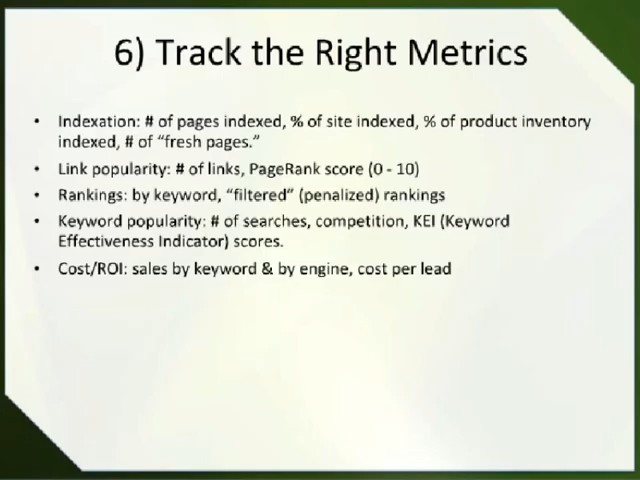 6) Track the Right Metrics
• Indexation: # of pages indexed, % of site indexed, % of product inventory
indexed, # of “fresh pages.”
• Link popularity: # of links, PageRank score (0 - 10)
• Rankings: by keyword, “filtered” (penalized) rankings
• Keyword popularity: # of searches, competition, KEI (Keyword
Effectiveness Indicator) scores.
• Cost/ROI: sales by keyword & by engine, cost per lead